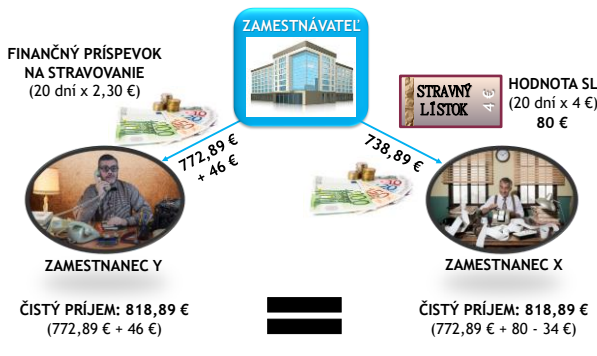 ZAMESTNÁVATEĽ
FINANČNÝ PRÍSPEVOK
NA STRAVOVANIE
(20 dní x 2,30 €)
STRAVNÝ
LÍSTOK
4 €
HODNOTA SL
(20 dní x 4 €)
80 €
772,89 €
+ 46 €
738,89 €
ZAMESTNANEC Y
ZAMESTNANEC X
ČISTÝ PRÍJEM: 818,89 €
(772,89 € + 46 €)
ČISTÝ PRÍJEM: 818,89 €
(772,89 € + 80 - 34 €)